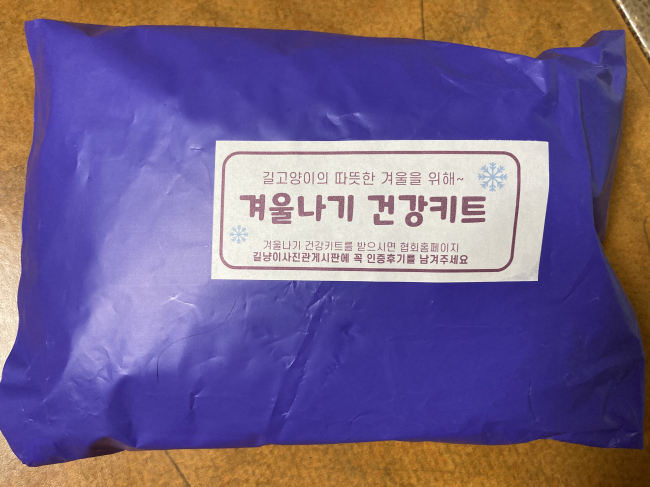 길고양이의 따뜻한 겨울을 위해~
겨울나기 건강키트
겨울나기 건강키트를 받으시면 협회홈페이지
길냥이사진관게시판에 꼭 인증후기를 남겨주세요